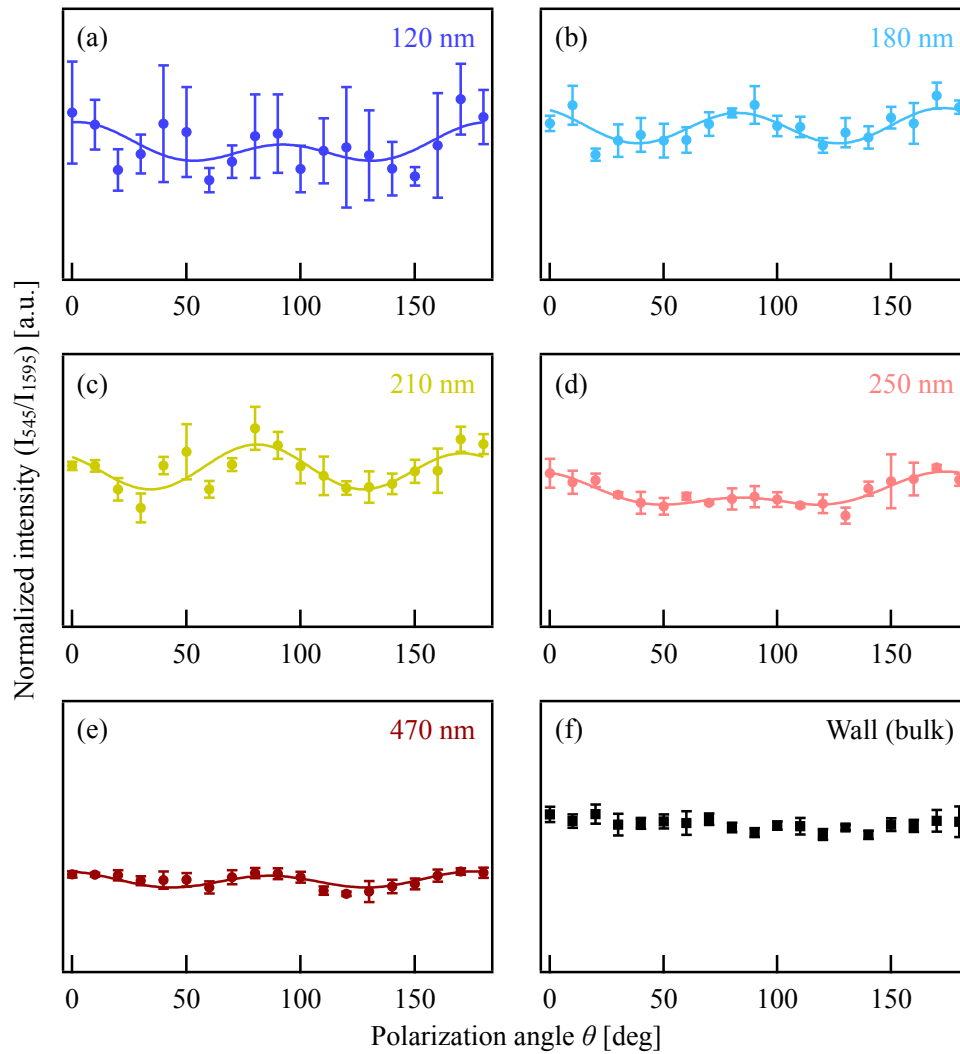 (a) 120 nm
(b) 180 nm
0 50 100 150
0 50 100 150
(c) 210 nm
(d) 250 nm
0 50 100 150
0 50 100 150
(e) 470 nm
(f) Wall (bulk)
0 50 100 150
0 50 100 150
Normalized intensity (I545/I1595) [a.u.]
Polarization angle θ [deg]